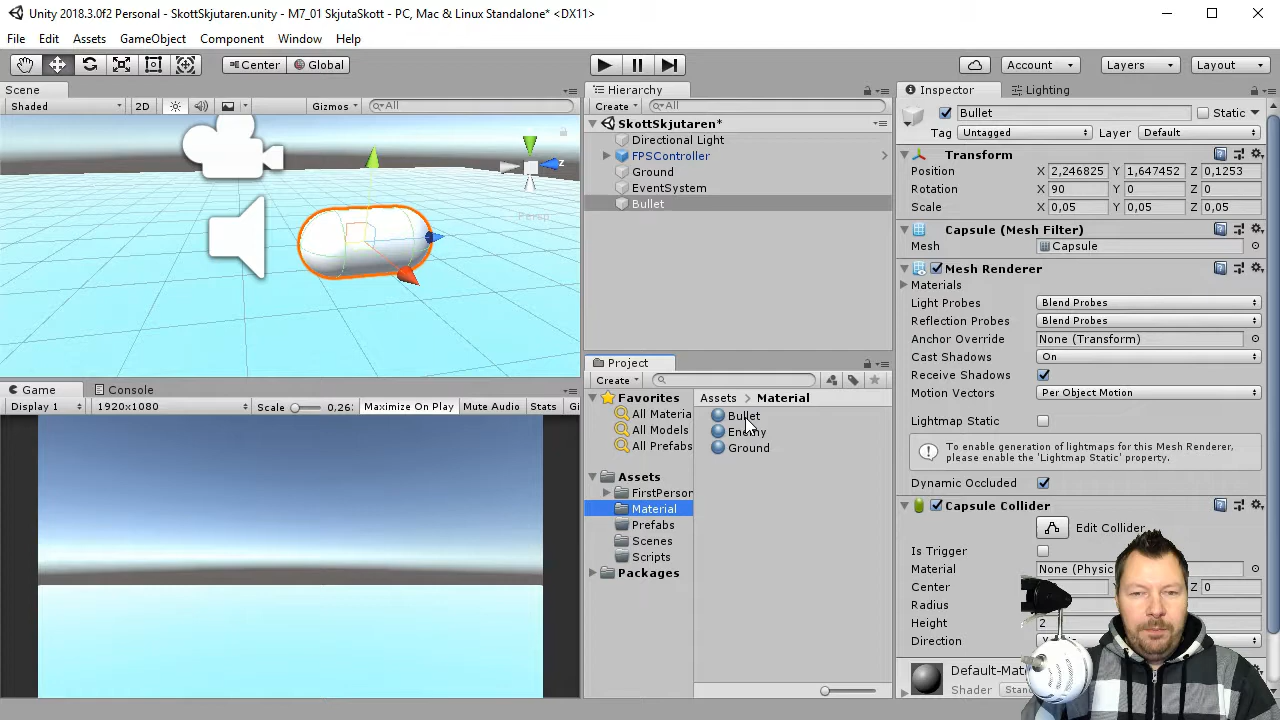 Unity 2018.3.0f2 Personal - SkottSkjutaren.unity - M7_01 SkjutaSkott - PC, Mac & Linux Standalone* <DX11>
File Edit Assets GameObject Component Window Help
Center Global Account Layers Layout
Scene
Shaded 2D Gizmos All
Persp
z
Game Console
Display 1 1920x1080 Scale 0,26 Maximize On Play Mute Audio Stats Gi
Hierarchy
Create All
SkottSkjutaren*
Directional Light
FPSController
Ground
EventSystem
Bullet
Project
Create
Favorites
All Materia
All Models
All Prefabs
Assets
FirstPerson
Material
Prefabs
Scenes
Scripts
Packages
Assets > Material
Bullet
Enemy
Ground
Inspector Lighting
Bullet Static
Tag Untagged Layer Default
Transform
Position X 2,246825 Y 1,647452 Z 0,1253
Rotation X 90 Y 0 Z 0
Scale X 0,05 Y 0,05 Z 0,05
Capsule (Mesh Filter)
Mesh Capsule
Mesh Renderer
Materials
Light Probes Blend Probes
Reflection Probes Blend Probes
Anchor Override None (Transform)
Cast Shadows On
Receive Shadows
Motion Vectors Per Object Motion
Lightmap Static
To enable generation of lightmaps for this Mesh Renderer,
please enable the 'Lightmap Static' property.
Dynamic Occluded
Capsule Collider
Edit Collider
Is Trigger
Material None (Physic
Center Z 0
Radius
Height 2
Direction
Default-Mat
Shader Stan